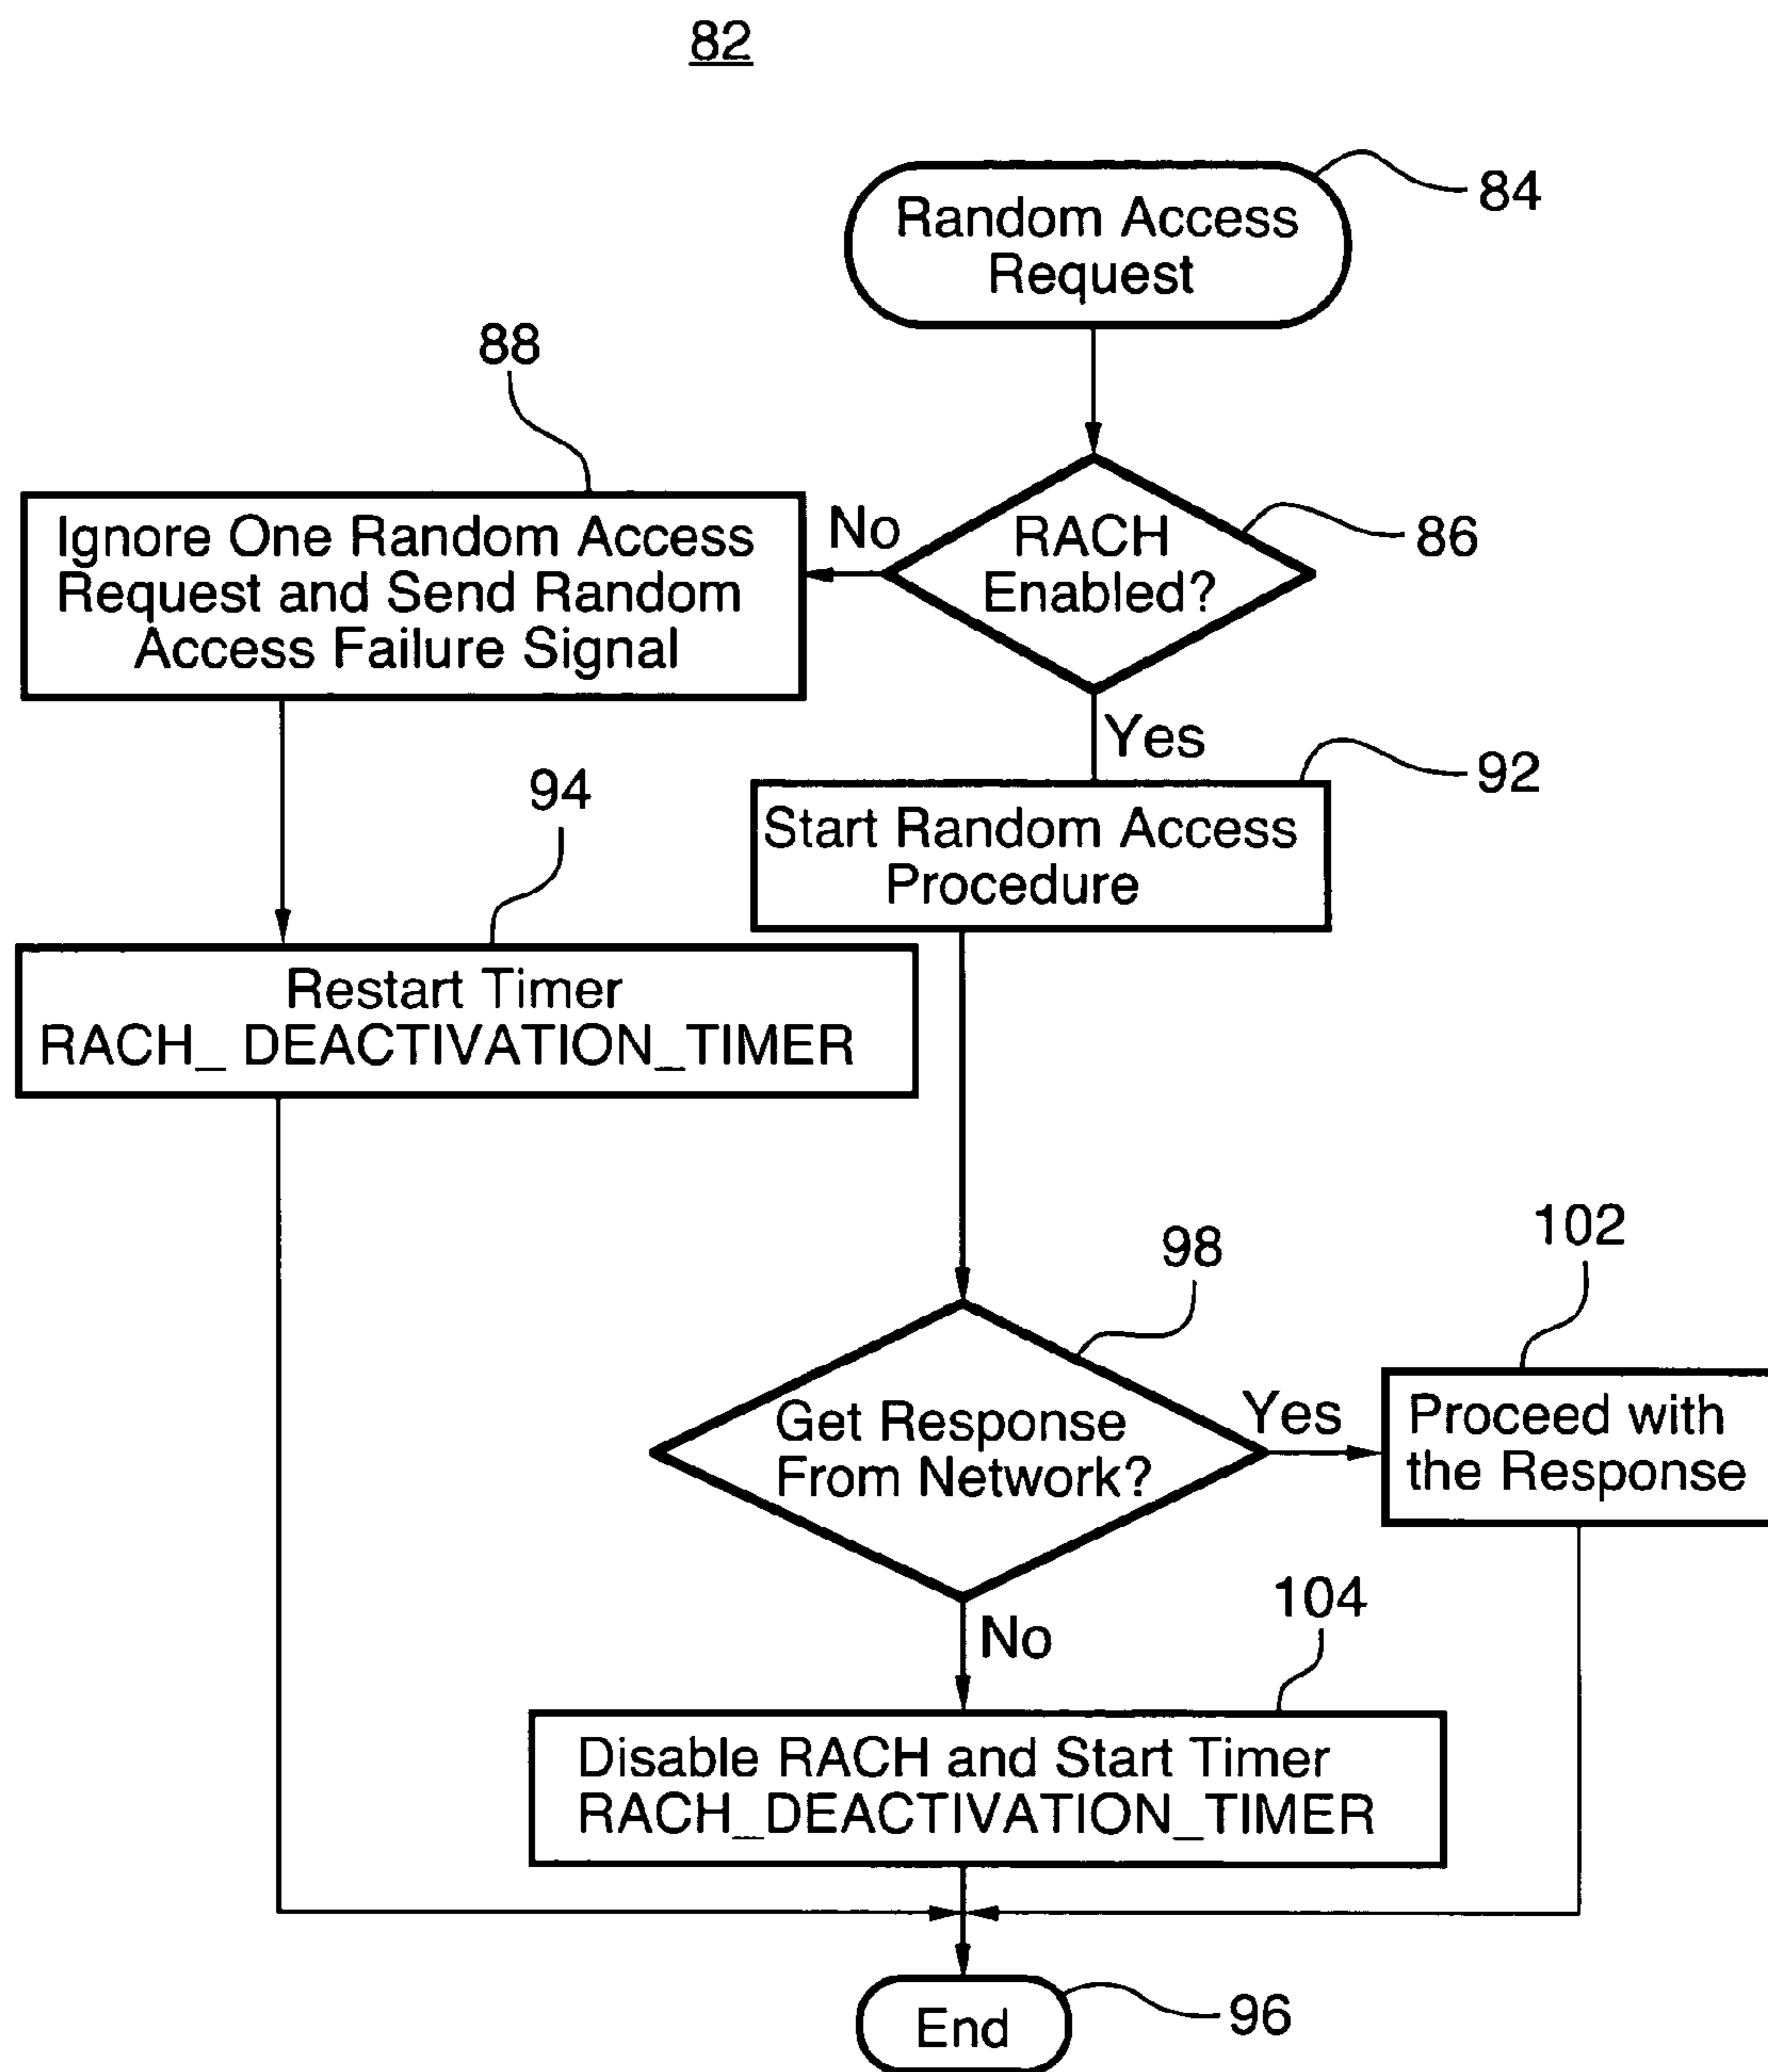 82
Random Access
Request
84
88
Ignore One Random Access
Request and Send Random
Access Failure Signal
No
RACH
Enabled?
86
Yes
92
Start Random Access
Procedure
94
Restart Timer
RACH_ DEACTIVATION_TIMER
98
Get Response
From Network?
Yes
102
Proceed with
the Response
No
104
Disable RACH and Start Timer
RACH_DEACTIVATION_TIMER
End
96